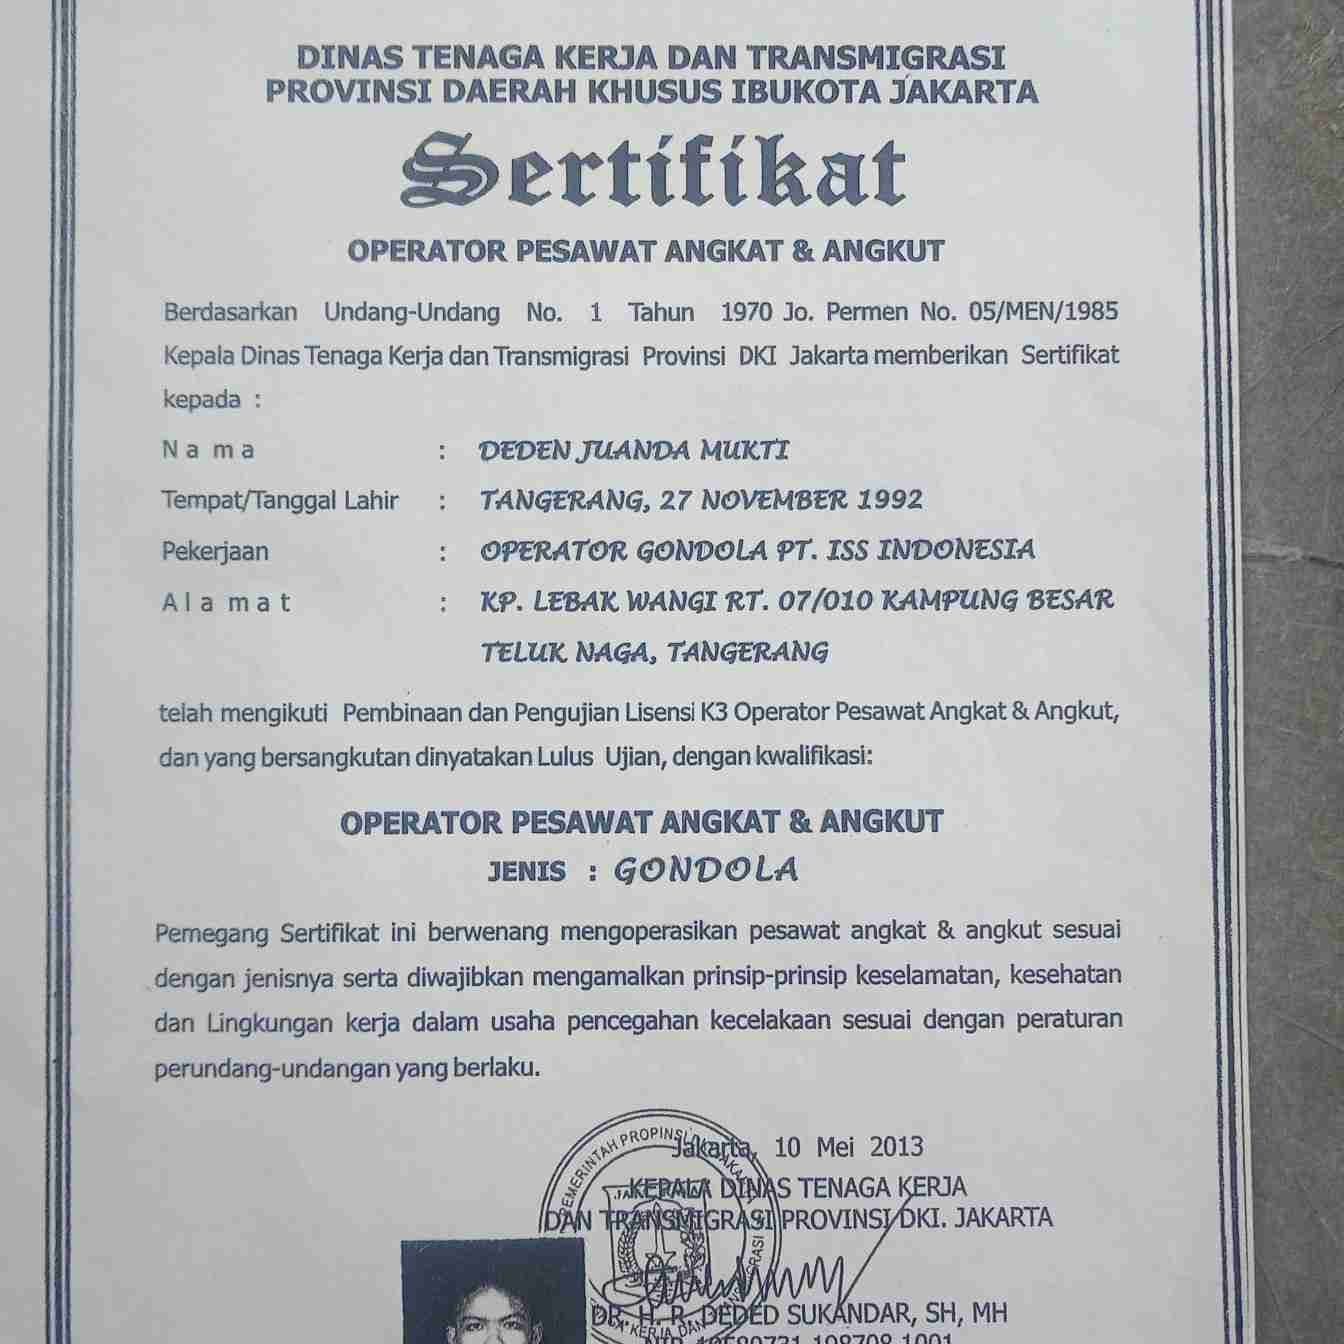 DINAS TENAGA KERJA DAN TRANSMIGRASI
PROVINSI DAERAH KHUSUS IBUKOTA JAKARTA
Sertifikat
OPERATOR PESAWAT ANGKAT & ANGKUT
Berdasarkan Undang-Undang No. 1 Tahun 1970 Jo. Permen No. 05/MEN/1985
Kepala Dinas Tenaga Kerja dan Transmigrasi Provinsi DKI Jakarta memberikan Sertifikat
kepada :
Nama : DEDEN JUANDA MUKTI
Tempat/Tanggal Lahir : TANGERANG, 27 NOVEMBER 1992
Pekerjaan : OPERATOR GONDOLA PT. ISS INDONESIA
Alamat : KP. LEBAK WANGI RT. 07/010 KAMPUNG BESAR
TELUK NAGA, TANGERANG
telah mengikuti Pembinaan dan Pengujian Lisensi K3 Operator Pesawat Angkat & Angkut,
dan yang bersangkutan dinyatakan Lulus Ujian, dengan kwalifikasi:
OPERATOR PESAWAT ANGKAT & ANGKUT
JENIS : GONDOLA
Pemegang Sertifikat ini berwenang mengoperasikan pesawat angkat & angkut sesuai
dengan jenisnya serta diwajibkan mengamalkan prinsip-prinsip keselamatan, kesehatan
dan Lingkungan kerja dalam usaha pencegahan kecelakaan sesuai dengan peraturan
perundang-undangan yang berlaku.
PEMERINTAH PROPINSI
Jakarta, 10 Mei 2013
KEPALA DINAS TENAGA KERJA
DAN TRANSMIGRASI PROVINSI DKI. JAKARTA
DR. H. R. DEDED SUKANDAR, SH, MH
KERJA DAN